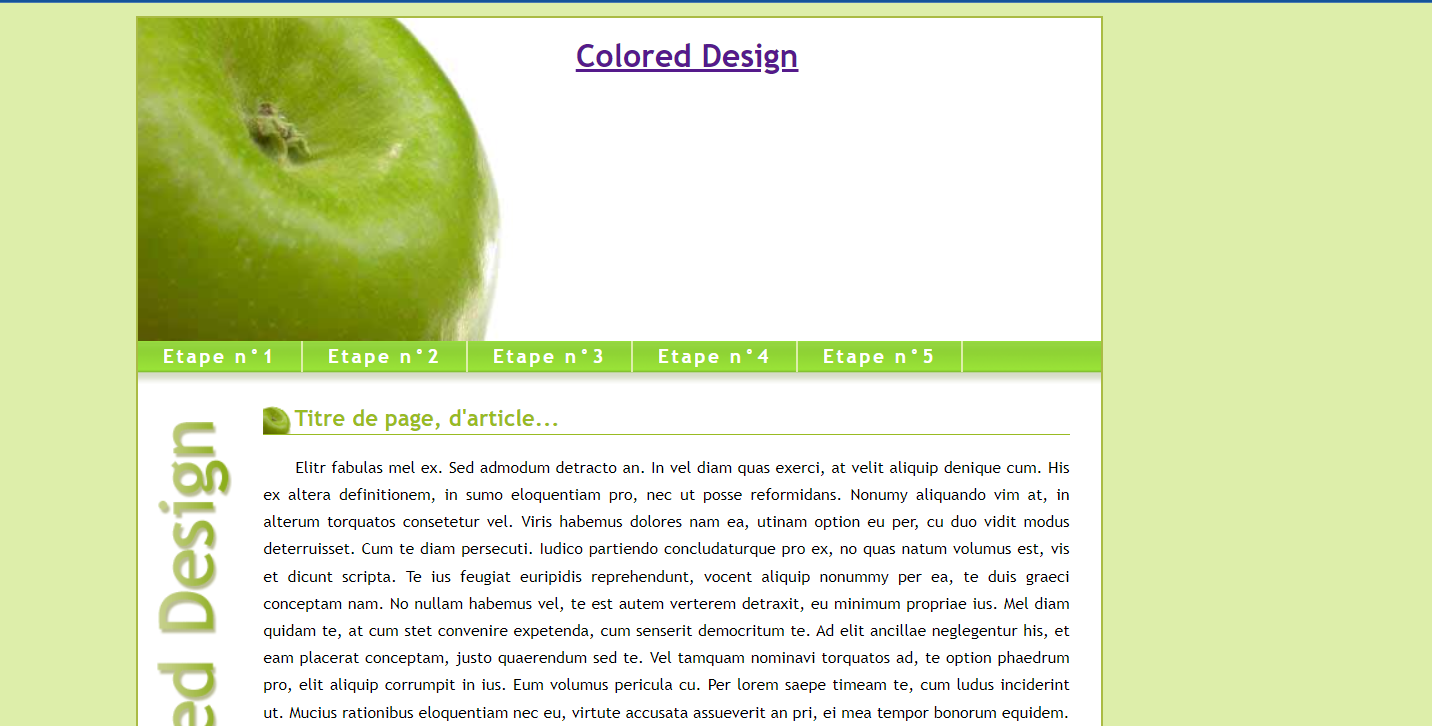 Colored Design
Etape n°1 Etape n°2 Etape n°3 Etape n°4 Etape n°5
Titre de page, d'article...
Elitr fabulas mel ex. Sed admodum detracto an. In vel diam quas exerci, at velit aliquip denique cum. His
ex altera definitionem, in sumo eloquentiam pro, nec ut posse reformidans. Nonumy aliquando vim at, in
alterum torquatos consetetur vel. Viris habemus dolores nam ea, utinam option eu per, cu duo vidit modus
deterruisset. Cum te diam persecuti. Iudico partiendo concludaturque pro ex, no quas natum volumus est, vis
et dicunt scripta. Te ius feugiat euripidis reprehendunt, vocent aliquip nonummy per ea, te duis graeci
conceptam nam. No nullam habemus vel, te est autem verterem detraxit, eu minimum propriae ius. Mel diam
quidam te, at cum stet convenire expetenda, cum senserit democritum te. Ad elit ancillae neglegentur his, et
eam placerat conceptam, justo quaerendum sed te. Vel tamquam nominavi torquatos ad, te option phaedrum
pro, elit aliquip corrumpit in ius. Eum volumus pericula cu. Per lorem saepe timeam te, cum ludus inciderint
ut. Mucius rationibus eloquentiam nec eu, virtute accusata assueverit an pri, ei mea tempor bonorum equidem.
ed Design